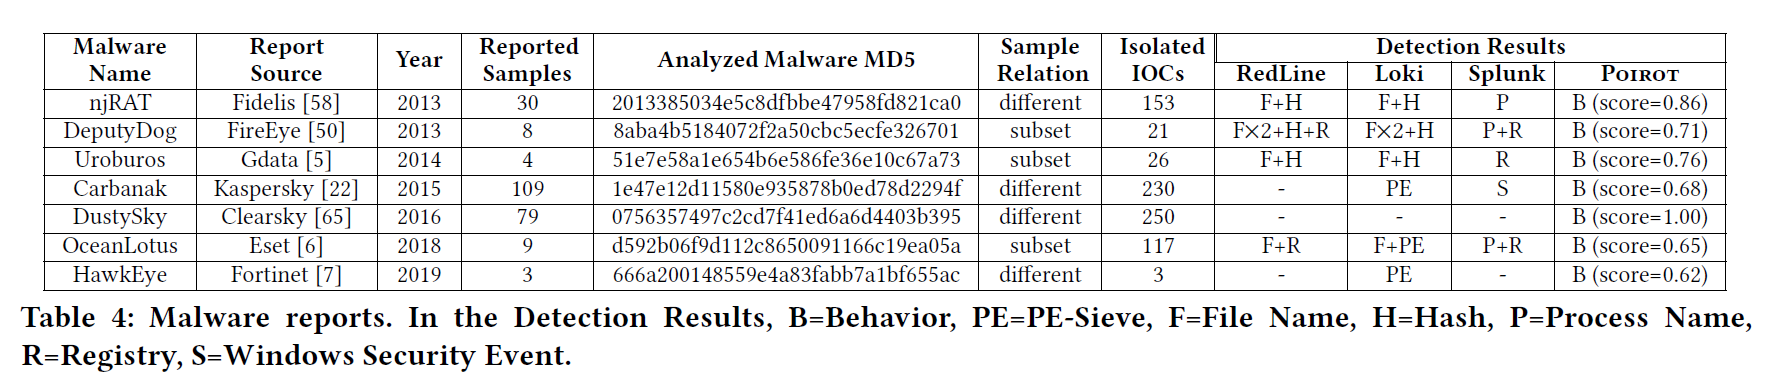 Malware Name Report Source Year Reported Samples Analyzed Malware MD5 Sample Relation Isolated IOCs Detection Results
RedLine Loki Splunk POIROT
njRAT Fidelis [58] 2013 30 2013385034e5c8dfbbe47958fd821ca0 different 153 F+H F+H P B (score=0.86)
DeputyDog FireEye [50] 2013 8 8aba4b5184072f2a50cbc5ecfe326701 subset 21 F×2+H+R F×2+H P+R B (score=0.71)
Uroburos Gdata [5] 2014 4 51e7e58a1e654b6e586fe36e10c67a73 subset 26 F+H F+H R B (score=0.76)
Carbanak Kaspersky [22] 2015 109 1e47e12d11580e935878b0ed78d2294f different 230 - PE S B (score=0.68)
DustySky Clearsky [65] 2016 79 0756357497c2cd7f41ed6a6d4403b395 different 250 - - - B (score=1.00)
OceanLotus Eset [6] 2018 9 d592b06f9d112c8650091166c19ea05a subset 117 F+R F+PE P+R B (score=0.65)
HawkEye Fortinet [7] 2019 3 666a200148559e4a83fabb7a1bf655ac different 3 - PE - B (score=0.62)
Table 4: Malware reports. In the Detection Results, B=Behavior, PE=PE-Sieve, F=File Name, H=Hash, P=Process Name,
R=Registry, S=Windows Security Event.